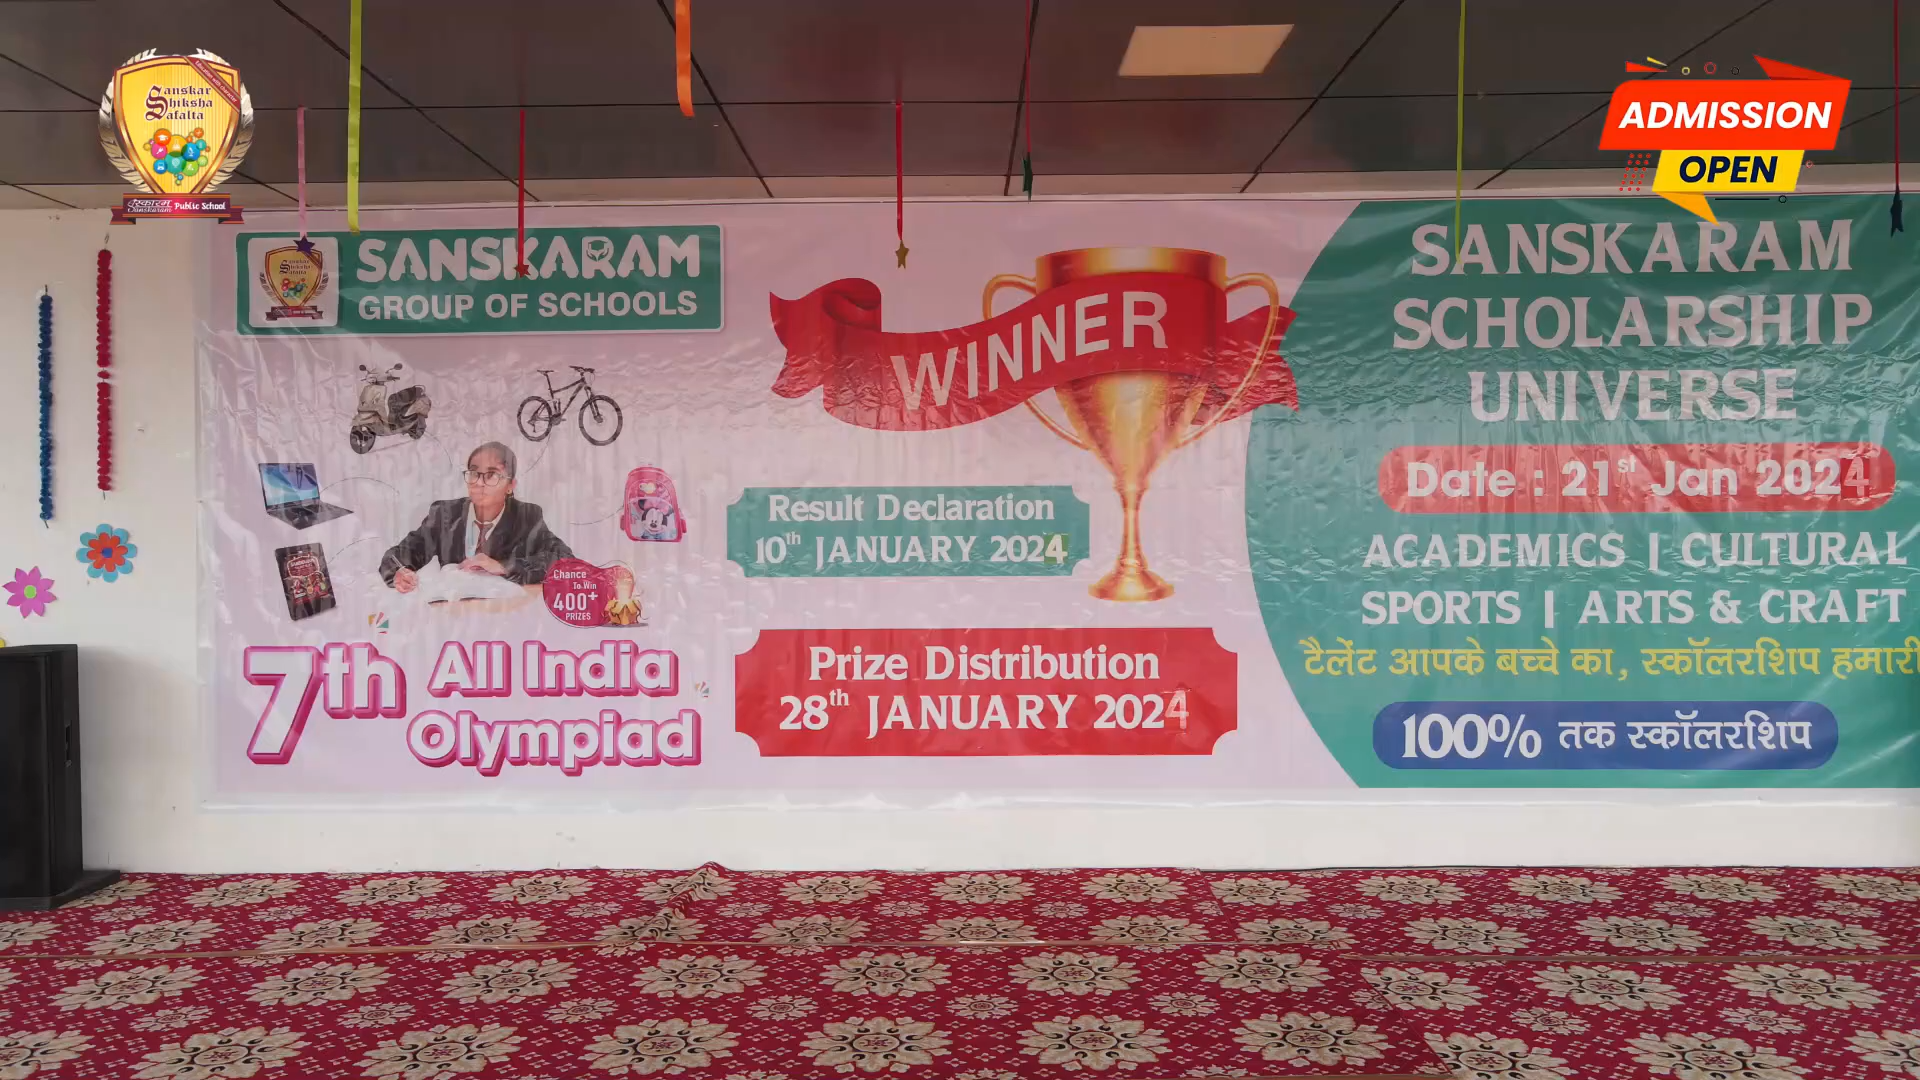 Sanskar
Shiksha
Safalta
संस्कारम
Sanskaram Public School
ADMISSION
OPEN
SANSKARAM
GROUP OF SCHOOLS
WINNER
SANSKARAM
SCHOLARSHIP
UNIVERSE
Date : 21st Jan 2024
ACADEMICS | CULTURAL
SPORTS | ARTS & CRAFT
टैलेंट आपके बच्चे का, स्कॉलरशिप हमारी
100% तक स्कॉलरशिप
Result Declaration
10th JANUARY 2024
Chance
To Win
400+
PRIZES
7th All India
Olympiad
Prize Distribution
28th JANUARY 2024